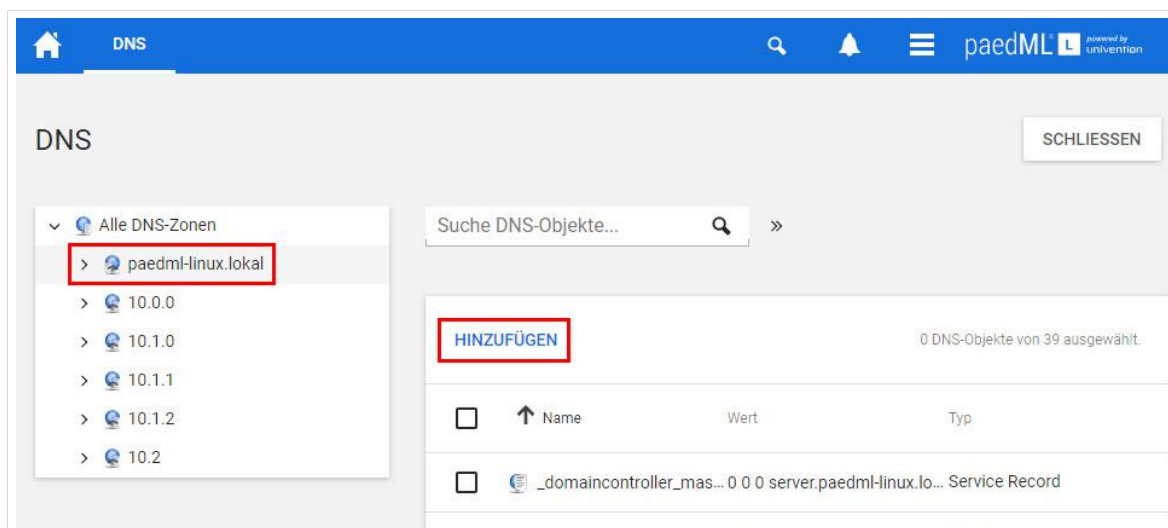 DNS
paedML® L powered by univention
DNS
SCHLIESSEN
Alle DNS-Zonen
paedml-linux.lokal
10.0.0
10.1.0
10.1.1
10.1.2
10.2
Suche DNS-Objekte... »
HINZUFÜGEN
0 DNS-Objekte von 39 ausgewählt.
Name Wert Typ
_domaincontroller_mas... 0 0 0 server.paedml-linux.lo... Service Record